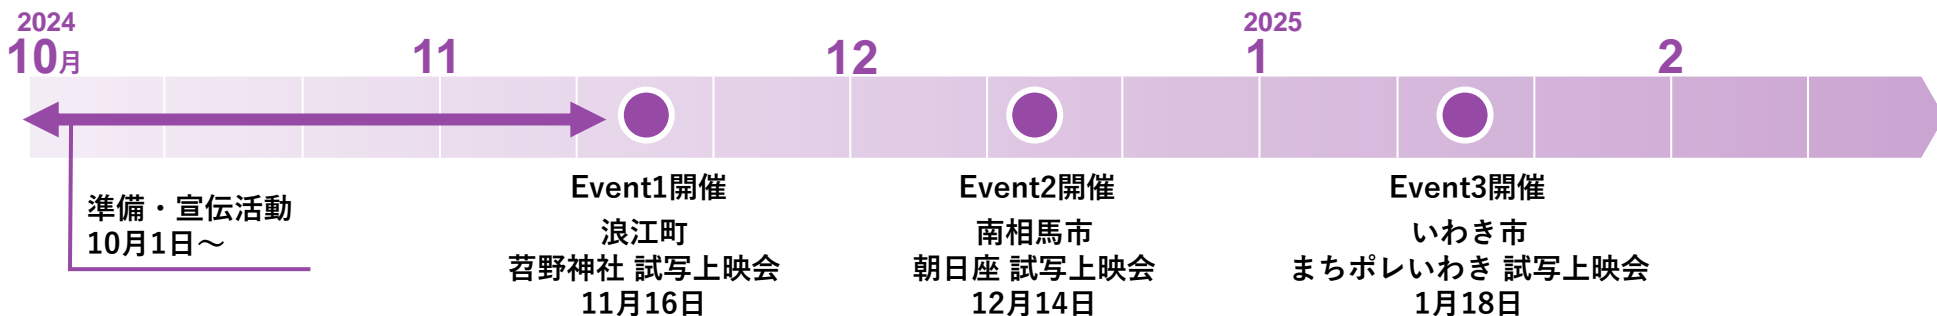 2024
10月
11
12
2025
1
2
準備・宣伝活動
10月1日～
Event1開催
浪江町
苕野神社 試写上映会
11月16日
Event2開催
南相馬市
朝日座 試写上映会
12月14日
Event3開催
いわき市
まちポレいわき 試写上映会
1月18日